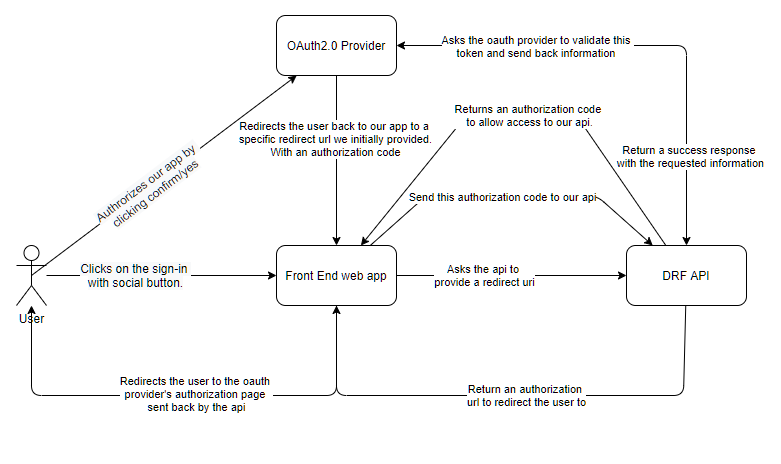 OAuth2.0 Provider
Asks the oauth provider to validate this
token and send back information
Returns an authorization code
to allow access to our api.
Redirects the user back to our app to a
specific redirect url we initially provided.
With an authorization code
Return a success response
with the requested information
Authrorizes our app by
clicking confirm/yes
Send this authorization code to our api
Clicks on the sign-in
with social button.
Front End web app
Asks the api to
provide a redirect uri
DRF API
User
Redirects the user to the oauth
provider's authorization page
sent back by the api
Return an authorization
url to redirect the user to